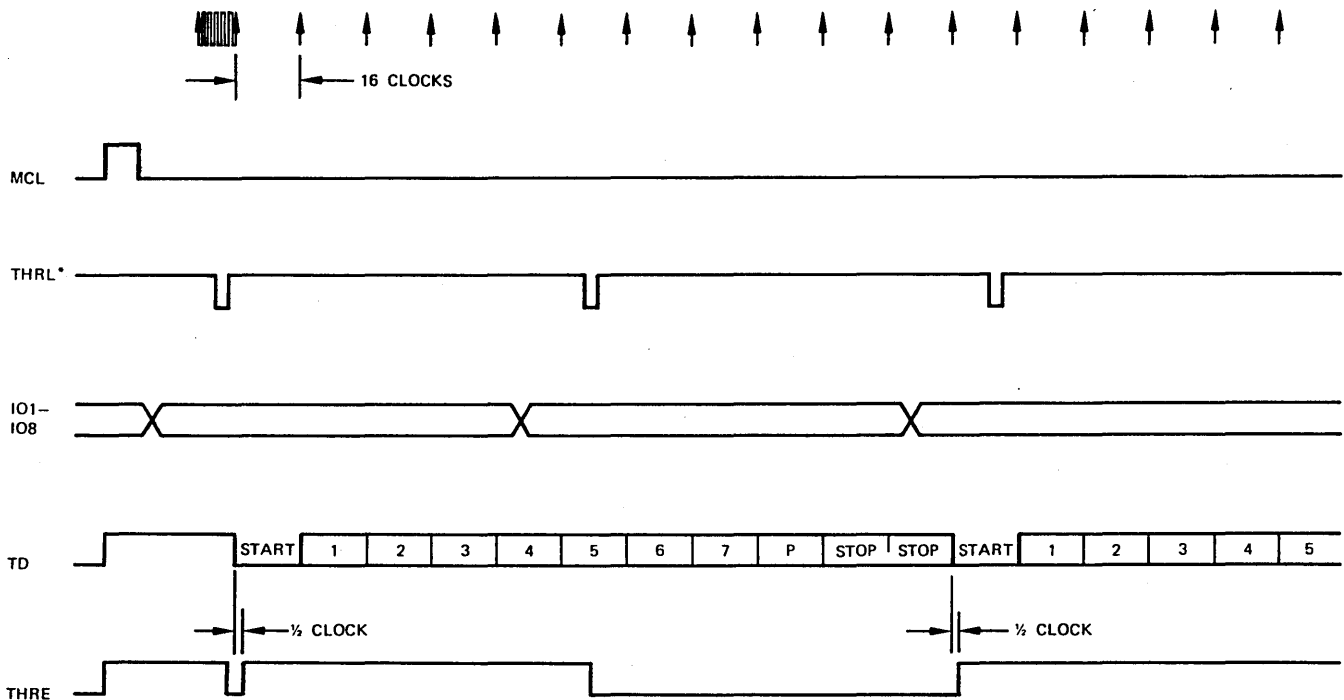 16 CLOCKS
MCL
THRL*
IO1–
IO8
TD START 1 2 3 4 5 6 7 P STOP STOP START 1 2 3 4 5
½ CLOCK ½ CLOCK
THRE